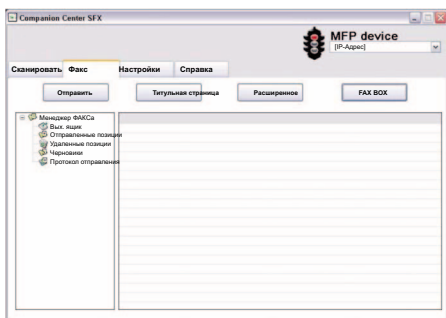 Companion Center SFX
MFP device
[IP-Адрес]
Сканировать Факс Настройки Справка
Отправить Титульная страница Расширенное FAX BOX
Менеджер ФАКСа
Вых. ящик
Отправленные позиции
Удаленные позиции
Черновики
Протокол отправления